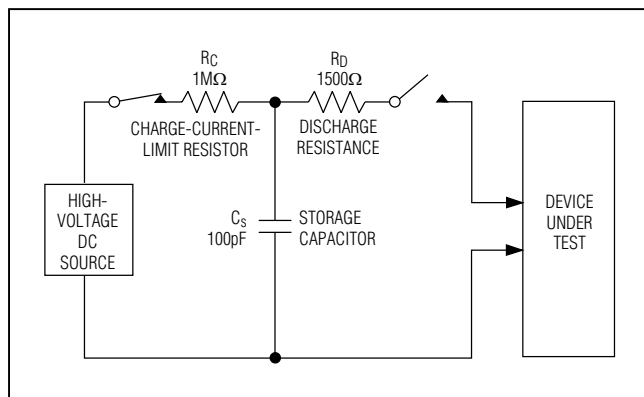 RC
1MΩ
CHARGE-CURRENT-
LIMIT RESISTOR
RD
1500Ω
DISCHARGE
RESISTANCE
HIGH-
VOLTAGE
DC
SOURCE
CS
100pF
STORAGE
CAPACITOR
DEVICE
UNDER
TEST